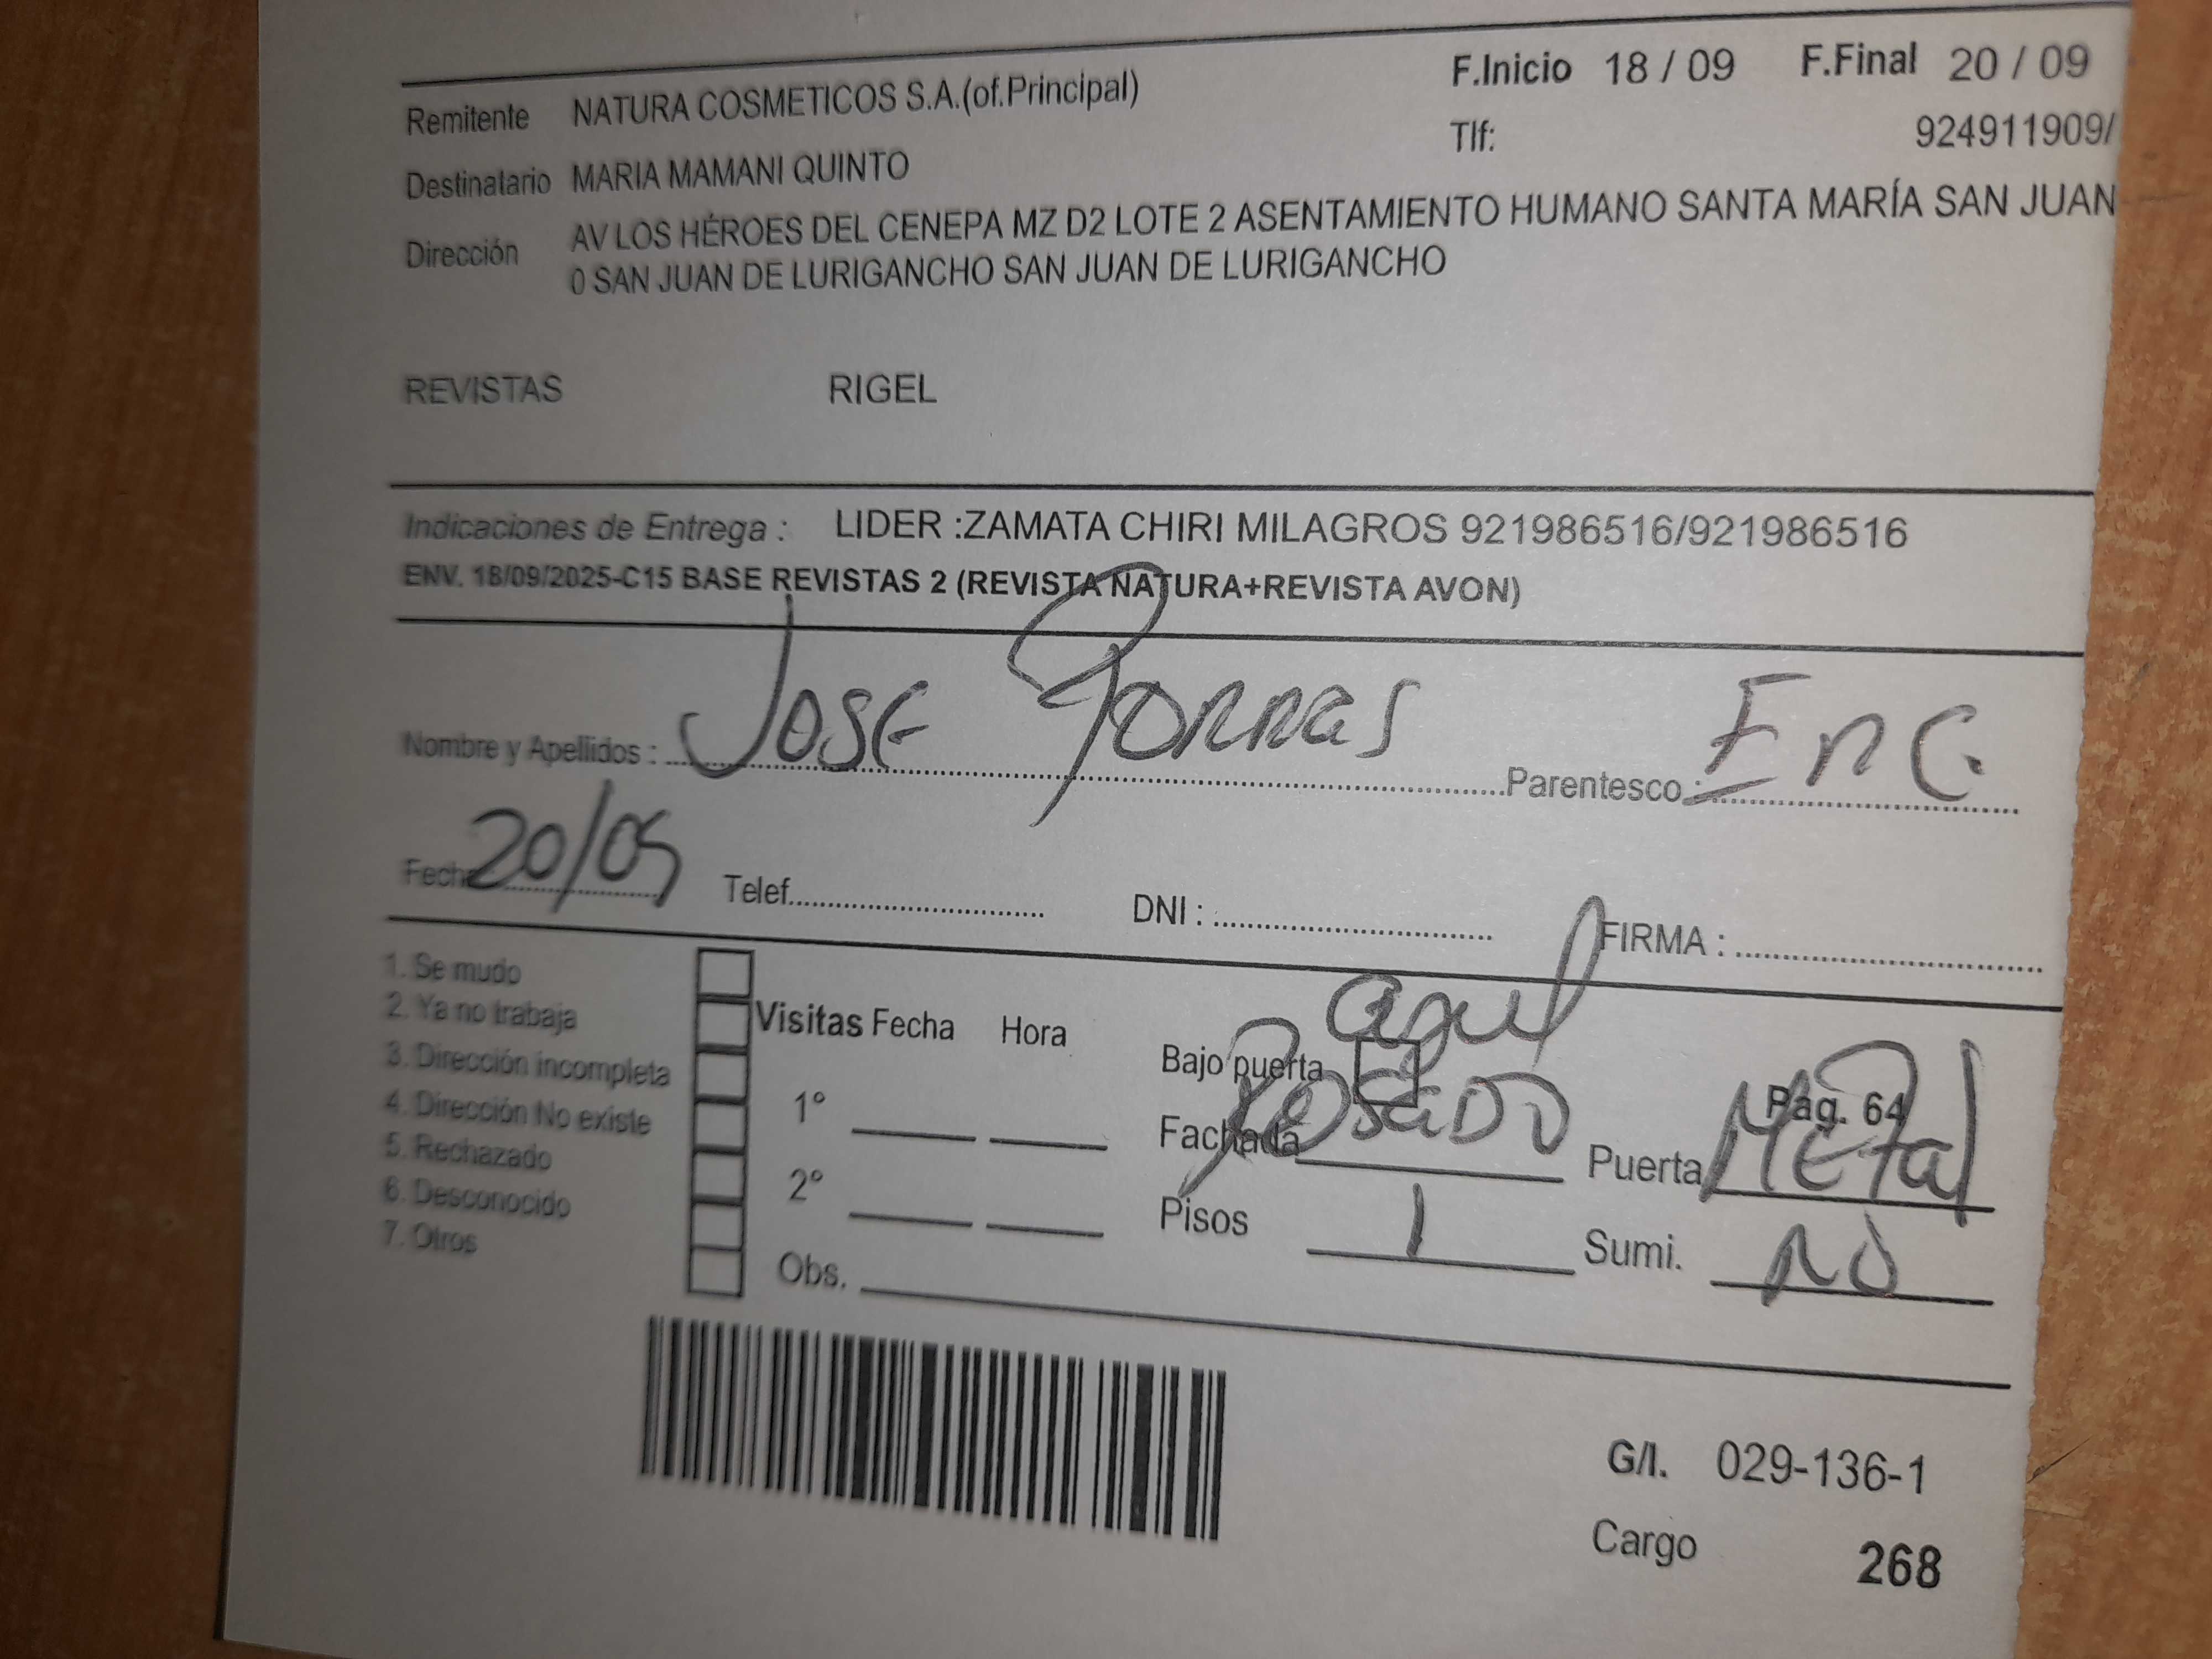 F.Inicio 18 / 09 F.Final 20 / 09
Remitente NATURA COSMETICOS S.A.(of.Principal)
Tlf: 924911909/
Destinatario MARIA MAMANI QUINTO
Dirección AV LOS HÉROES DEL CENEPA MZ D2 LOTE 2 ASENTAMIENTO HUMANO SANTA MARÍA SAN JUAN
0 SAN JUAN DE LURIGANCHO SAN JUAN DE LURIGANCHO
REVISTAS RIGEL
Indicaciones de Entrega : LIDER :ZAMATA CHIRI MILAGROS 921986516/921986516
ENV. 18/09/2025-C15 BASE REVISTAS 2 (REVISTA NATURA+REVISTA AVON)
Nombre y Apellidos : JOSE Porras Parentesco : Enc.
Fecha 20/09 Telef. DNI : FIRMA :
1. Se mudo
2. Ya no trabaja
3. Dirección incompleta
4. Dirección No existe
5. Rechazado
6. Desconocido
7. Otros
Visitas Fecha Hora
1°
2°
Obs.
azul
Bajo puerta
Pág. 64
Fachada Rosado Puerta Metal
Pisos 1 Sumi. NO
G/I. 029-136-1
Cargo 268